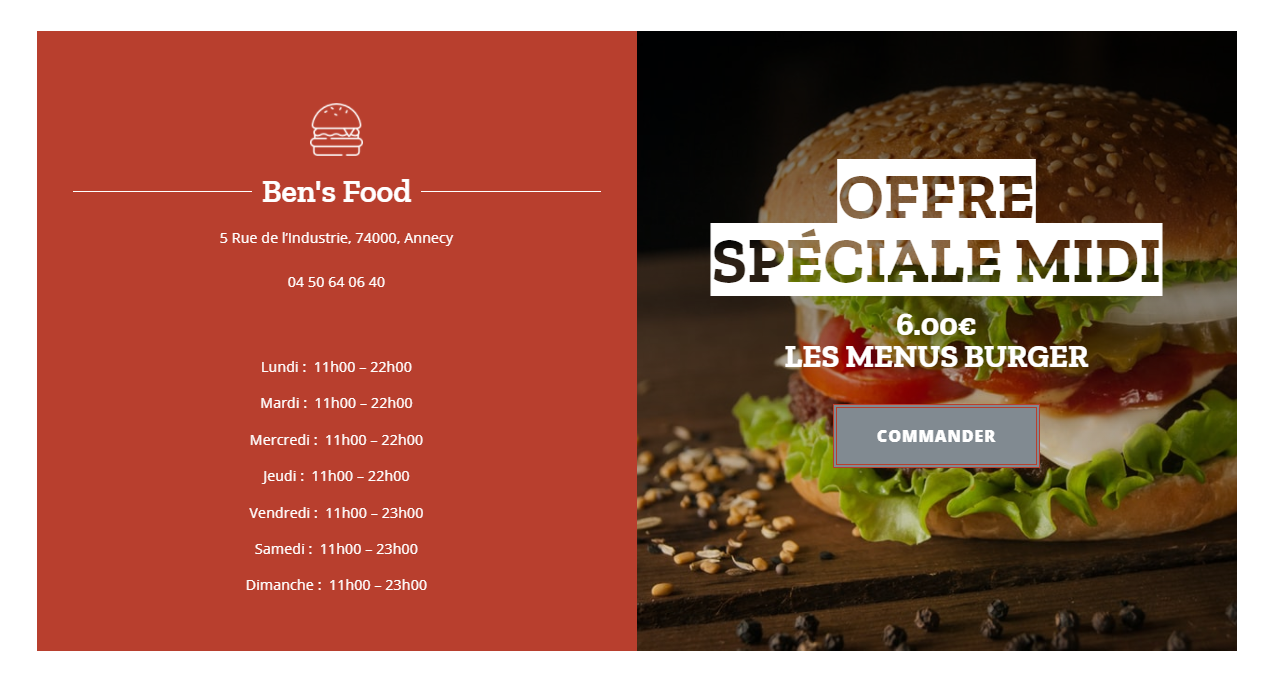 Ben's Food
5 Rue de l'Industrie, 74000, Annecy
04 50 64 06 40
Lundi : 11h00 – 22h00
Mardi : 11h00 – 22h00
Mercredi : 11h00 – 22h00
Jeudi : 11h00 – 22h00
Vendredi : 11h00 – 23h00
Samedi : 11h00 – 23h00
Dimanche : 11h00 – 23h00
OFFRE
SPÉCIALE MIDI
6.00€
LES MENUS BURGER
COMMANDER